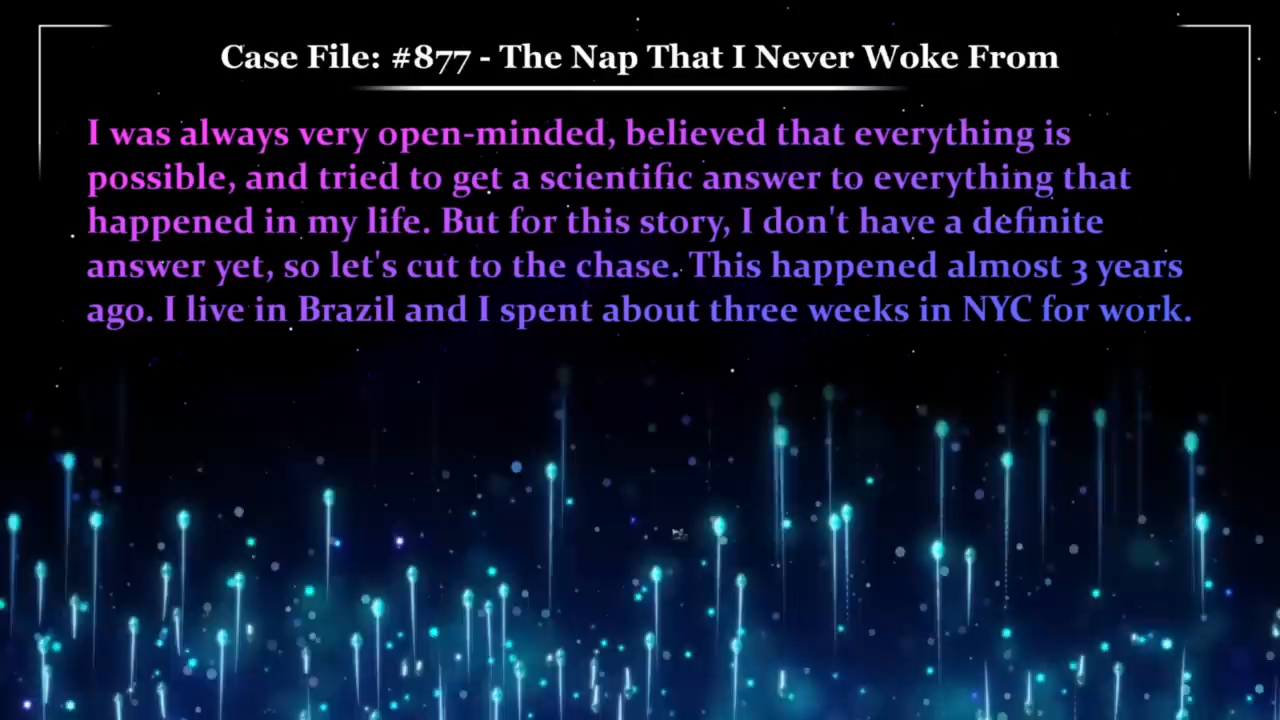 Case File: #877 - The Nap That I Never Woke From
I was always very open-minded, believed that everything is
possible, and tried to get a scientific answer to everything that
happened in my life. But for this story, I don't have a definite
answer yet, so let's cut to the chase. This happened almost 3 years
ago. I live in Brazil and I spent about three weeks in NYC for work.